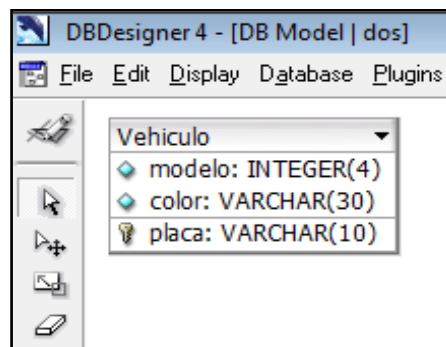 DBDesigner 4 - [DB Model | dos]
File Edit Display Database Plugins
Vehiculo
modelo: INTEGER(4)
color: VARCHAR(30)
placa: VARCHAR(10)